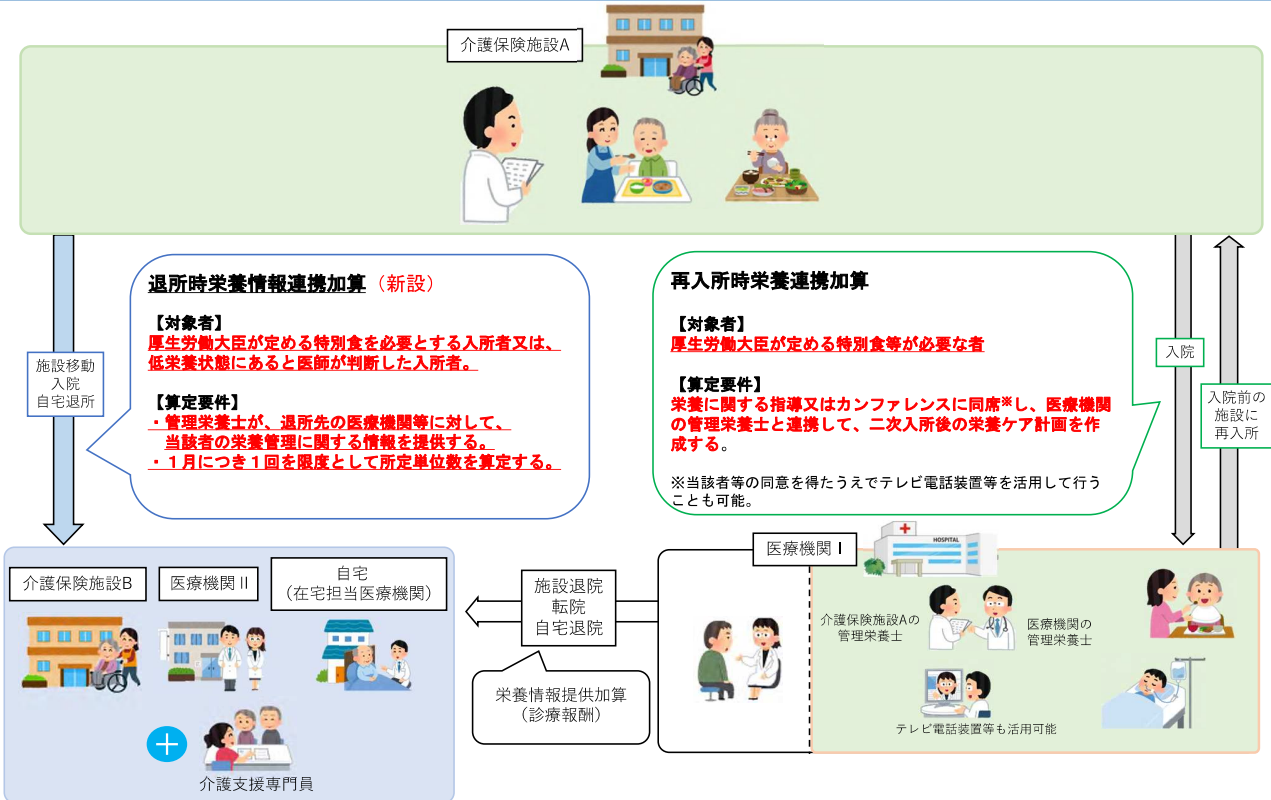 介護保険施設A
退所時栄養情報連携加算（新設）
【対象者】
厚生労働大臣が定める特別食を必要とする入所者又は、
低栄養状態にあると医師が判断した入所者。
【算定要件】
・管理栄養士が、退所先の医療機関等に対して、
当該者の栄養管理に関する情報を提供する。
・１月につき１回を限度として所定単位数を算定する。
施設移動
入院
自宅退所
再入所時栄養連携加算
【対象者】
厚生労働大臣が定める特別食等が必要な者
【算定要件】
栄養に関する指導又はカンファレンスに同席※し、医療機関
の管理栄養士と連携して、二次入所後の栄養ケア計画を作
成する。
※当該者等の同意を得たうえでテレビ電話装置等を活用して行う
ことも可能。
入院
入院前の
施設に
再入所
介護保険施設B
医療機関Ⅱ
自宅
（在宅担当医療機関）
介護支援専門員
施設退院
転院
自宅退院
栄養情報提供加算
（診療報酬）
医療機関Ⅰ
HOSPITAL
介護保険施設Aの
管理栄養士
医療機関の
管理栄養士
テレビ電話装置等も活用可能